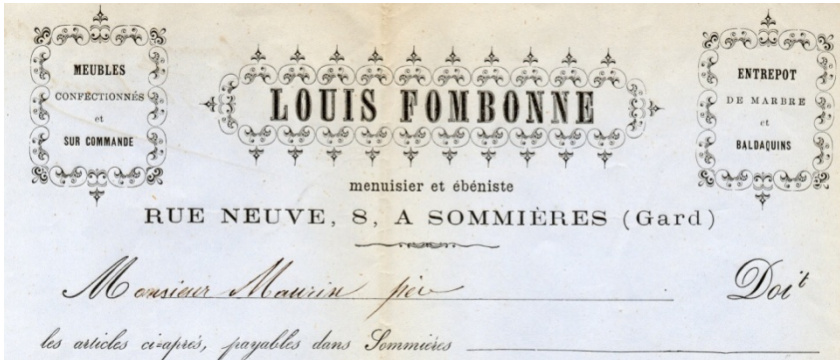 MEUBLES
CONFECTIONNÉS
et
SUR COMMANDE
LOUIS FOMBONNE
ENTREPOT
DE MARBRE
et
BALDAQUINS
menuisier et ébéniste
RUE NEUVE, 8, A SOMMIÈRES (Gard)
Monsieur Maurin père Doit
les articles ci-après, payables dans Sommières